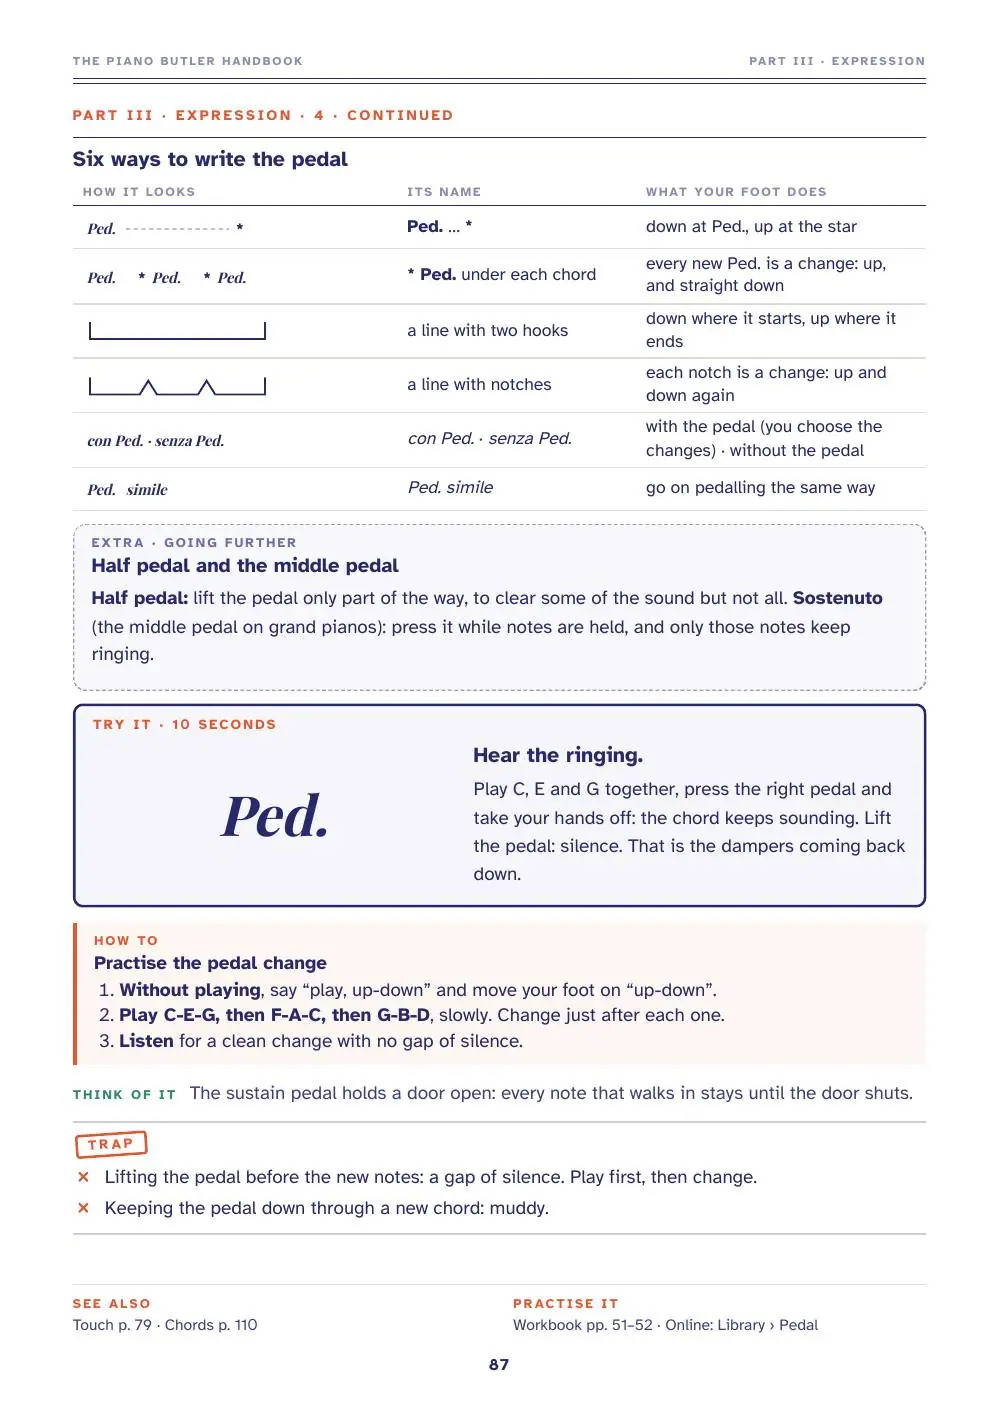 THE PIANO BUTLER HANDBOOK PART III · EXPRESSION
PART III · EXPRESSION · 4 · CONTINUED
Six ways to write the pedal
HOW IT LOOKS ITS NAME WHAT YOUR FOOT DOES
Ped. * Ped. ... * down at Ped., up at the star
Ped. * Ped. * Ped. * Ped. under each chord every new Ped. is a change: up,
and straight down
a line with two hooks down where it starts, up where it
ends
a line with notches each notch is a change: up and
down again
con Ped. · senza Ped. con Ped. · senza Ped. with the pedal (you choose the
changes) · without the pedal
Ped. simile Ped. simile go on pedalling the same way
EXTRA · GOING FURTHER
Half pedal and the middle pedal
Half pedal: lift the pedal only part of the way, to clear some of the sound but not all. Sostenuto
(the middle pedal on grand pianos): press it while notes are held, and only those notes keep
ringing.
TRY IT · 10 SECONDS
Ped.
Hear the ringing.
Play C, E and G together, press the right pedal and
take your hands off: the chord keeps sounding. Lift
the pedal: silence. That is the dampers coming back
down.
HOW TO
Practise the pedal change
1. Without playing, say “play, up-down” and move your foot on “up-down”.
2. Play C-E-G, then F-A-C, then G-B-D, slowly. Change just after each one.
3. Listen for a clean change with no gap of silence.
THINK OF IT The sustain pedal holds a door open: every note that walks in stays until the door shuts.
TRAP
× Lifting the pedal before the new notes: a gap of silence. Play first, then change.
× Keeping the pedal down through a new chord: muddy.
SEE ALSO PRACTISE IT
Touch p. 79 · Chords p. 110 Workbook pp. 51–52 · Online: Library › Pedal
87